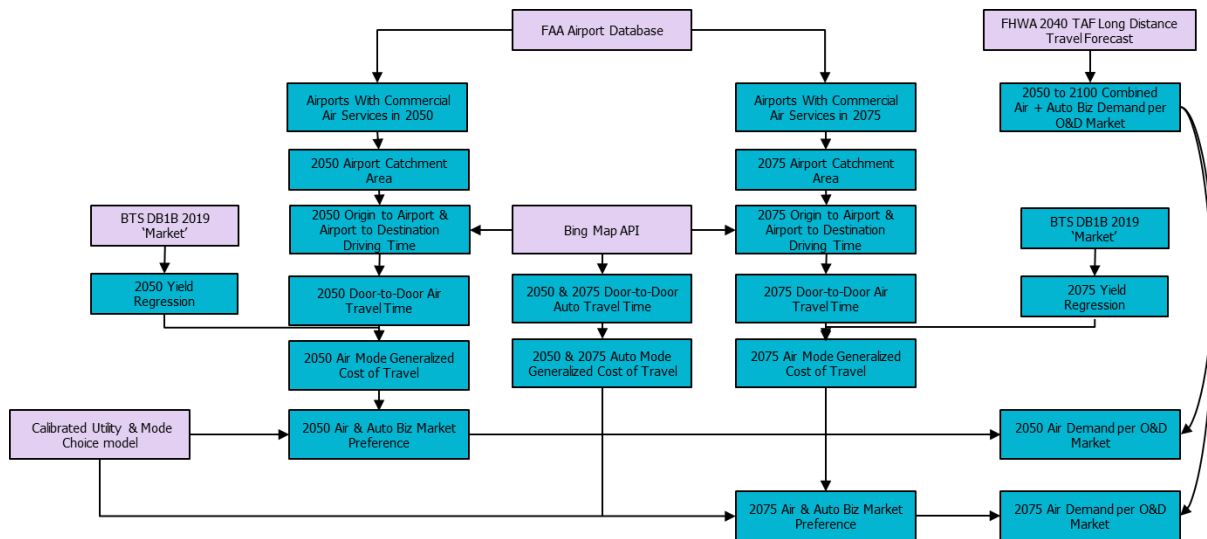 FAA Airport Database
FHWA 2040 TAF Long Distance
Travel Forecast
Airports With Commercial
Air Services in 2050
Airports With Commercial
Air Services in 2075
2050 to 2100 Combined
Air + Auto Biz Demand per
O&D Market
2050 Airport Catchment
Area
2075 Airport Catchment
Area
BTS DB1B 2019
‘Market’
2050 Origin to Airport &
Airport to Destination
Driving Time
Bing Map API
2075 Origin to Airport &
Airport to Destination
Driving Time
BTS DB1B 2019
‘Market’
2050 Yield
Regression
2050 Door-to-Door Air
Travel Time
2050 & 2075 Door-to-Door
Auto Travel Time
2075 Door-to-Door Air
Travel Time
2075 Yield
Regression
2050 Air Mode Generalized
Cost of Travel
2050 & 2075 Auto Mode
Generalized Cost of Travel
2075 Air Mode Generalized
Cost of Travel
Calibrated Utility & Mode
Choice model
2050 Air & Auto Biz Market
Preference
2050 Air Demand per O&D
Market
2075 Air & Auto Biz Market
Preference
2075 Air Demand per O&D
Market